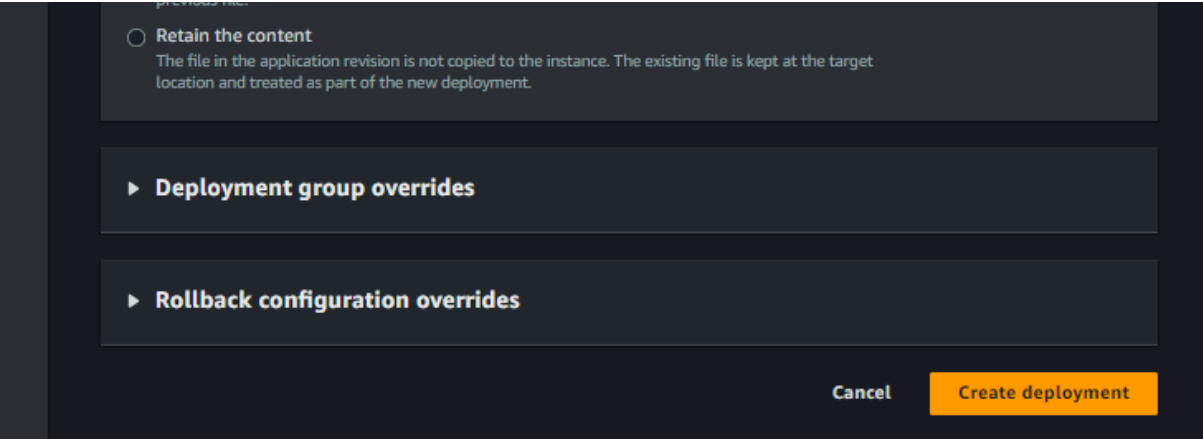 previous file.
Retain the content
The file in the application revision is not copied to the instance. The existing file is kept at the target
location and treated as part of the new deployment.
Deployment group overrides
Rollback configuration overrides
Cancel
Create deployment